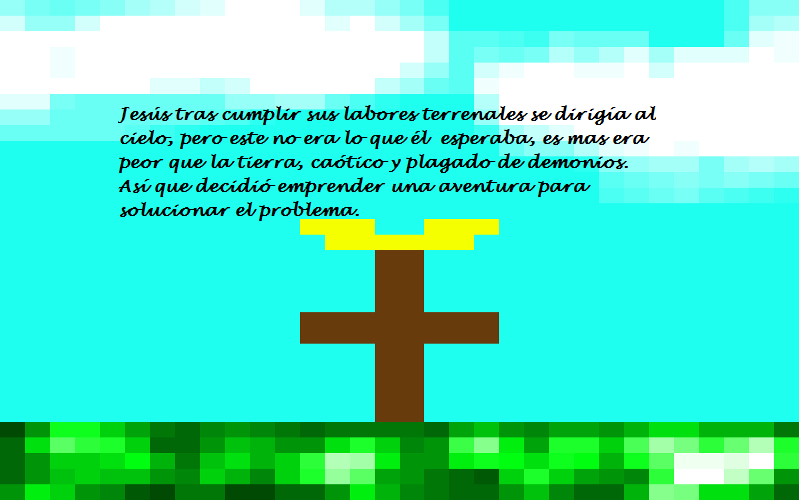 Jesús tras cumplir sus labores terrenales se dirigía al
cielo, pero este no era lo que él esperaba, es mas era
peor que la tierra, caótico y plagado de demonios.
Así que decidió emprender una aventura para
solucionar el problema.